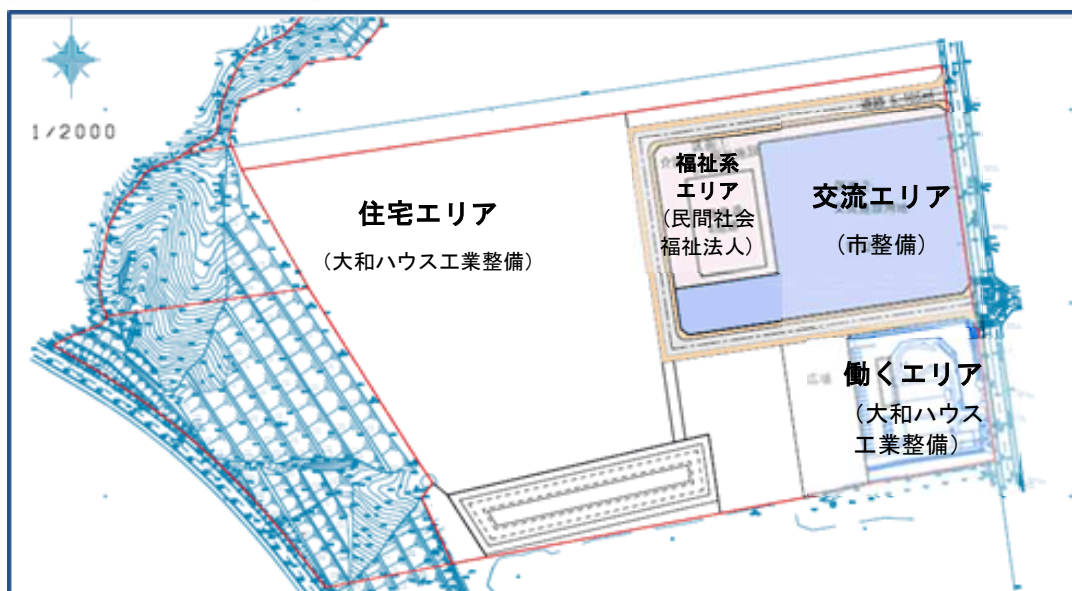 1/2000
住宅エリア
（大和ハウス工業整備）
福祉系
エリア
（民間社会
福祉法人）
交流エリア
（市整備）
広場
働くエリア
（大和ハウス
工業整備）